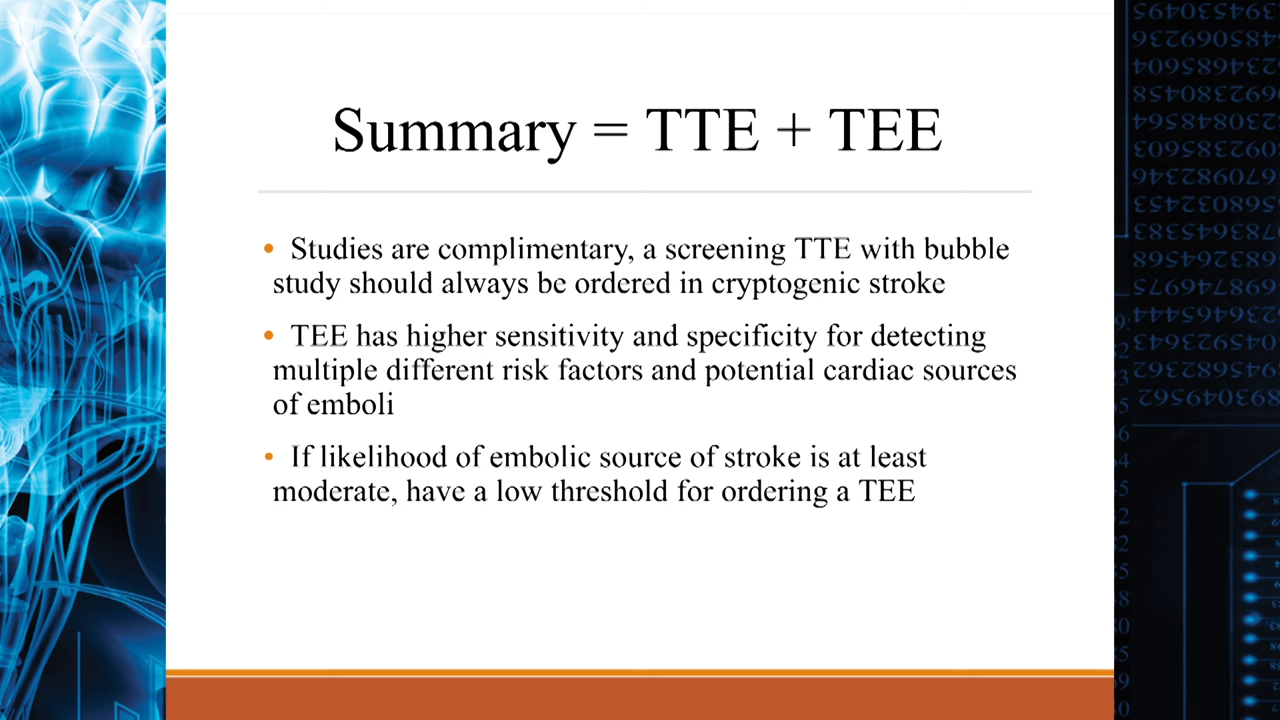 Summary = TTE + TEE
• Studies are complimentary, a screening TTE with bubble
study should always be ordered in cryptogenic stroke
• TEE has higher sensitivity and specificity for detecting
multiple different risk factors and potential cardiac sources
of emboli
• If likelihood of embolic source of stroke is at least
moderate, have a low threshold for ordering a TEE